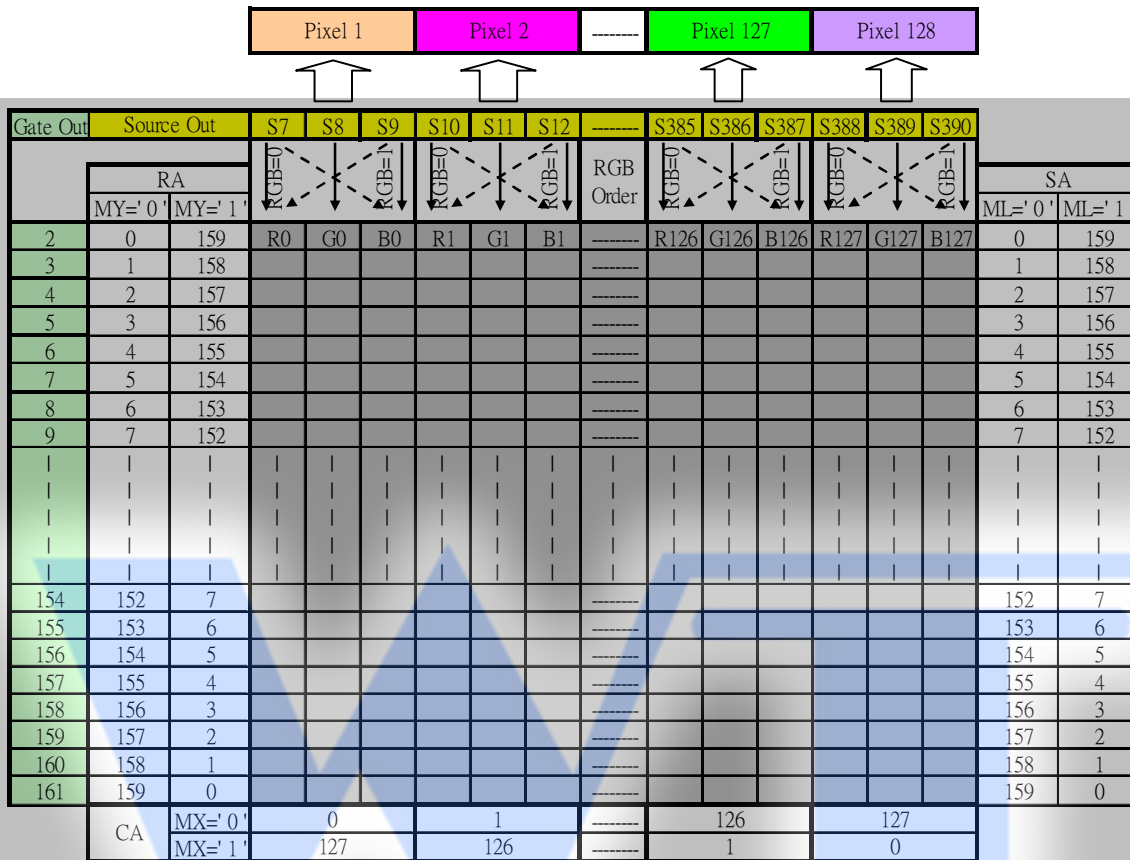 Pixel 1 Pixel 2 -------- Pixel 127 Pixel 128
Gate Out Source Out S7 S8 S9 S10 S11 S12 -------- S385 S386 S387 S388 S389 S390
RGB=0 RGB=1 RGB=0 RGB=1 RGB Order RGB=0 RGB=1 RGB=0 RGB=1
RA SA
MY=' 0 ' MY=' 1 ' ML=' 0 ' ML=' 1
2 0 159 R0 G0 B0 R1 G1 B1 -------- R126 G126 B126 R127 G127 B127 0 159
3 1 158 -------- 1 158
4 2 157 -------- 2 157
5 3 156 -------- 3 156
6 4 155 -------- 4 155
7 5 154 -------- 5 154
8 6 153 -------- 6 153
9 7 152 -------- 7 152
| | | | | | | | | | | | | | | | | |
| | | | | | | | | | | | | | | | | |
| | | | | | | | | | | | | | | | | |
| | | | | | | | | | | | | | | | | |
| | | | | | | | | | | | | | | | | |
154 152 7 -------- 152 7
155 153 6 -------- 153 6
156 154 5 -------- 154 5
157 155 4 -------- 155 4
158 156 3 -------- 156 3
159 157 2 -------- 157 2
160 158 1 -------- 158 1
161 159 0 -------- 159 0
CA MX=' 0 ' 0 1 -------- 126 127
MX=' 1 ' 127 126 -------- 1 0